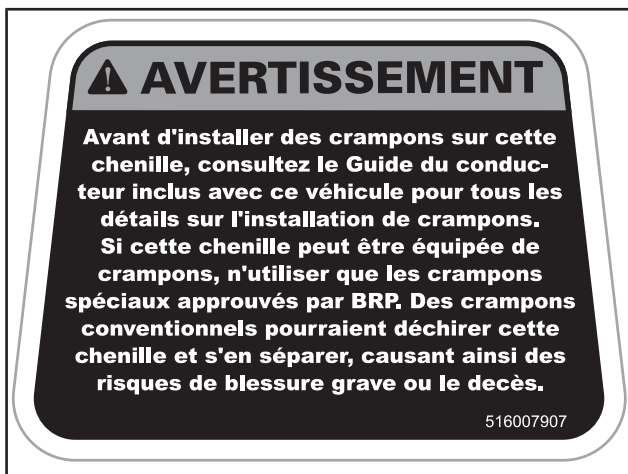 AVERTISSEMENT
Avant d'installer des crampons sur cette
chenille, consultez le Guide du conduc-
teur inclus avec ce véhicule pour tous les
détails sur l'installation de crampons.
Si cette chenille peut être équipée de
crampons, n'utiliser que les crampons
spéciaux approuvés par BRP. Des crampons
conventionnels pourraient déchirer cette
chenille et s'en séparer, causant ainsi des
risques de blessure grave ou le decès.
516007907